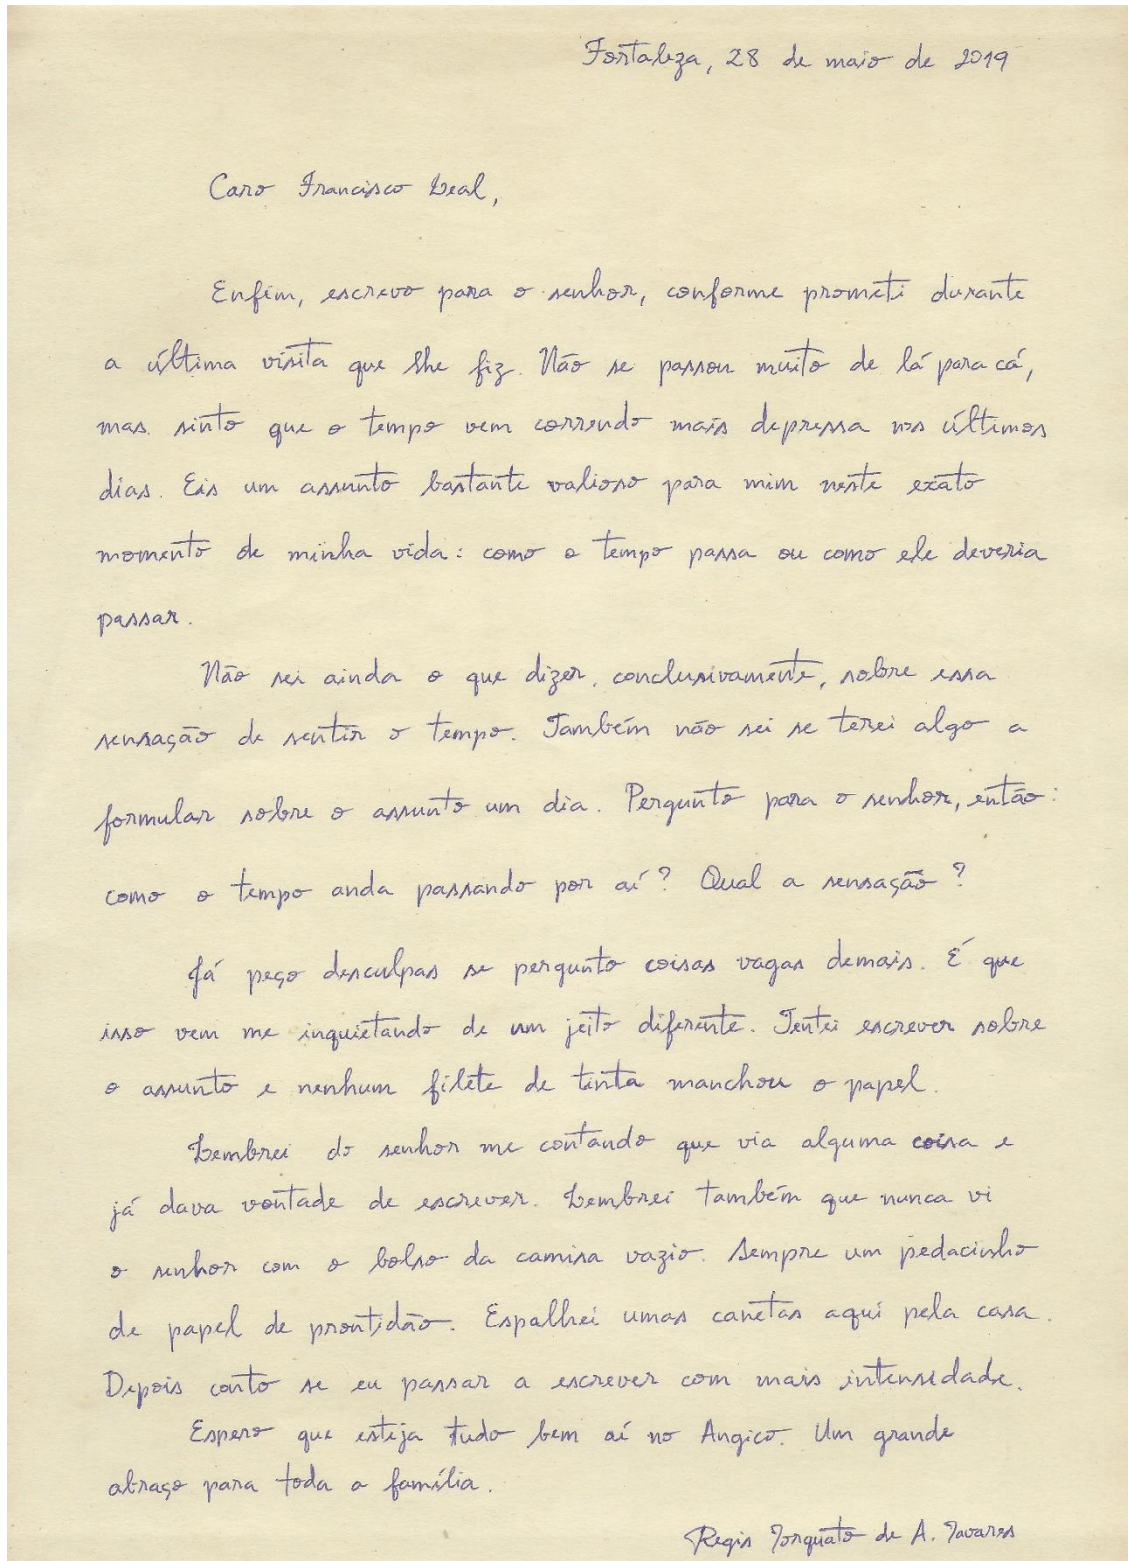 Fortaleza, 28 de maio de 2019
Caro Francisco Leal,
Enfim, escrevo para o senhor, conforme prometi durante
a última visita que lhe fiz. Não se passou muito de lá para cá,
mas sinto que o tempo vem correndo mais depressa nos últimos
dias. Eis um assunto bastante valioso para mim neste exato
momento de minha vida: como o tempo passa ou como ele deveria
passar.
Não sei ainda o que dizer, conclusivamente, sobre essa
sensação de sentir o tempo. Também não sei se terei algo a
formular sobre o assunto um dia. Pergunto para o senhor, então:
como o tempo anda passando por aí? Qual a sensação?
Já peço desculpas se pergunto coisas vagas demais. É que
isso vem me inquietando de um jeito diferente. Tentei escrever sobre
o assunto e nenhum filete de tinta manchou o papel.
Lembrei do senhor me contando que via alguma coisa e
já dava vontade de escrever. Lembrei também que nunca vi
o senhor com o bolso da camisa vazio. Sempre um pedacinho
de papel de prontidão. Espalhei umas canetas aqui pela casa.
Depois conto se eu passar a escrever com mais intensidade.
Espero que esteja tudo bem aí no Angico. Um grande
abraço para toda a família.
Regis Torquato de A. Tavares